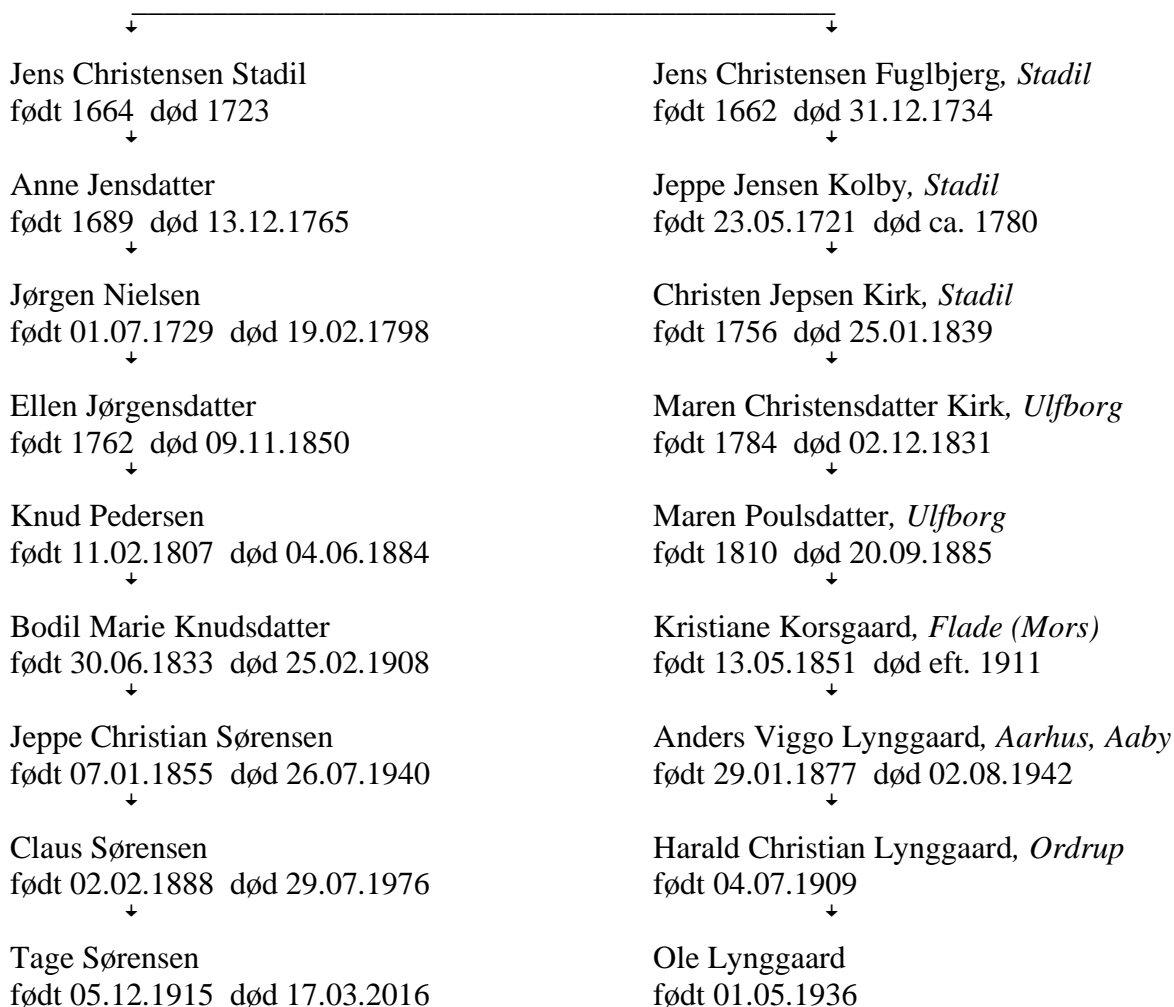 Jens Christensen Stadil
født 1664 død 1723
Anne Jensdatter
født 1689 død 13.12.1765
Jørgen Nielsen
født 01.07.1729 død 19.02.1798
Ellen Jørgensdatter
født 1762 død 09.11.1850
Knud Pedersen
født 11.02.1807 død 04.06.1884
Bodil Marie Knudsdatter
født 30.06.1833 død 25.02.1908
Jeppe Christian Sørensen
født 07.01.1855 død 26.07.1940
Claus Sørensen
født 02.02.1888 død 29.07.1976
Tage Sørensen
født 05.12.1915 død 17.03.2016
Jens Christensen Fuglbjerg, Stadil
født 1662 død 31.12.1734
Jeppe Jensen Kolby, Stadil
født 23.05.1721 død ca. 1780
Christen Jepsen Kirk, Stadil
født 1756 død 25.01.1839
Maren Christensdatter Kirk, Ulfborg
født 1784 død 02.12.1831
Maren Poulsdatter, Ulfborg
født 1810 død 20.09.1885
Kristiane Korsgaard, Flade (Mors)
født 13.05.1851 død eft. 1911
Anders Viggo Lynggaard, Aarhus, Aaby
født 29.01.1877 død 02.08.1942
Harald Christian Lynggaard, Ordrup
født 04.07.1909
Ole Lynggaard
født 01.05.1936